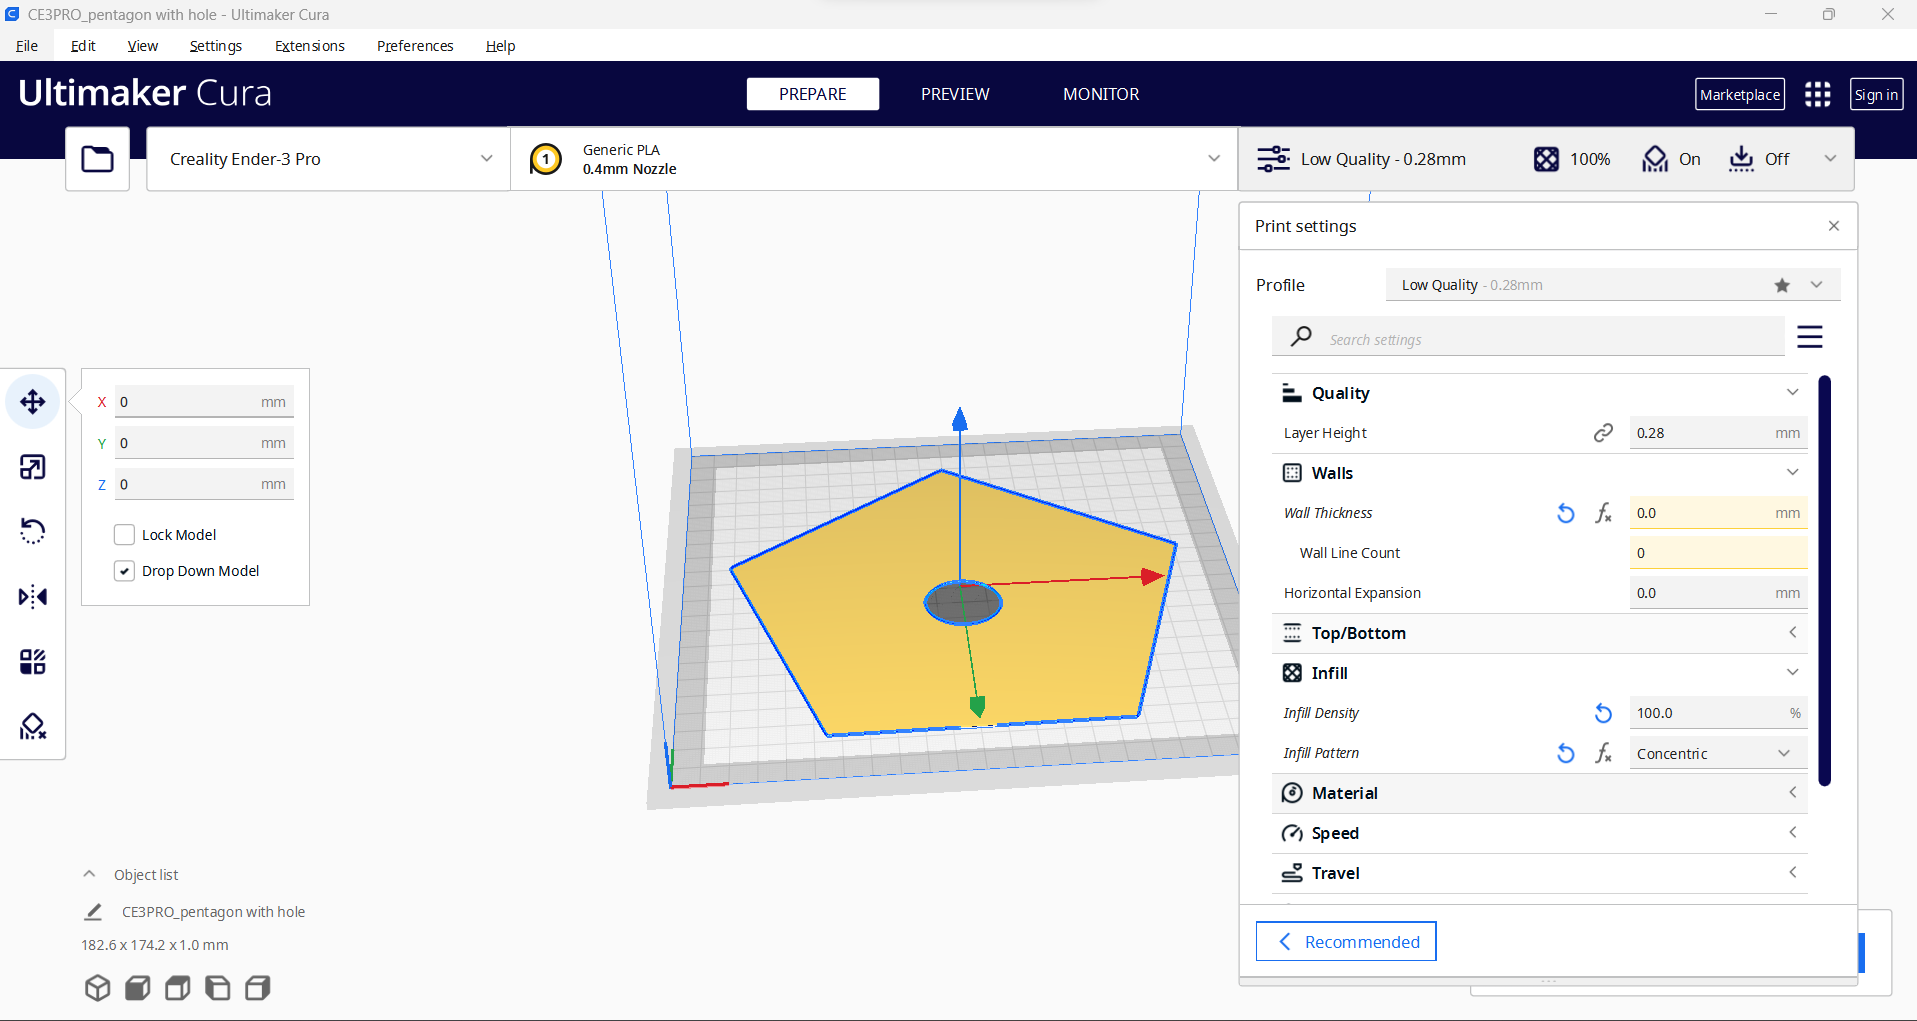 CE3PRO_pentagon with hole - Ultimaker Cura
File Edit View Settings Extensions Preferences Help
Ultimaker Cura
PREPARE PREVIEW MONITOR
Marketplace Sign in
Creality Ender-3 Pro
1
Generic PLA
0.4mm Nozzle
Low Quality - 0.28mm 100% On Off
Print settings
Profile Low Quality - 0.28mm
Search settings
Quality
Layer Height 0.28 mm
Walls
Wall Thickness fx 0.0 mm
Wall Line Count 0
Horizontal Expansion 0.0 mm
Top/Bottom
Infill
Infill Density 100.0 %
Infill Pattern fx Concentric
Material
Speed
Travel
Recommended
X 0 mm
Y 0 mm
Z 0 mm
Lock Model
Drop Down Model
Object list
CE3PRO_pentagon with hole
182.6 x 174.2 x 1.0 mm